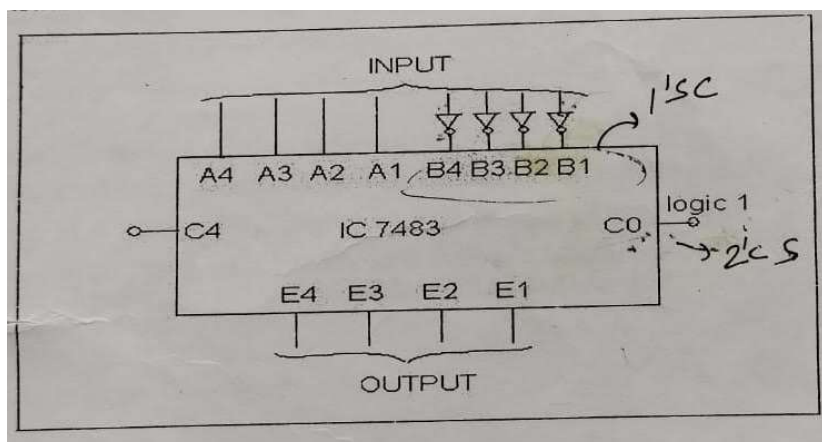 INPUT
1'SC
A4 A3 A2 A1 B4 B3 B2 B1
logic 1
C4 IC 7483 C0
2'C S
E4 E3 E2 E1
OUTPUT